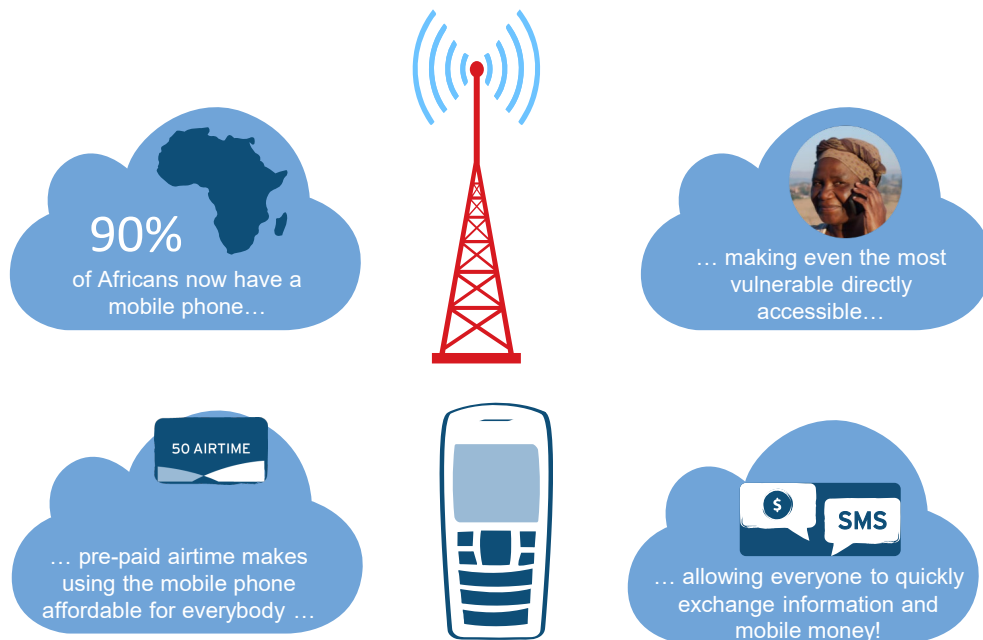 90%
of Africans now have a
mobile phone…
… making even the most
vulnerable directly
accessible…
50 AIRTIME
… pre-paid airtime makes
using the mobile phone
affordable for everybody …
$
SMS
… allowing everyone to quickly
exchange information and
mobile money!